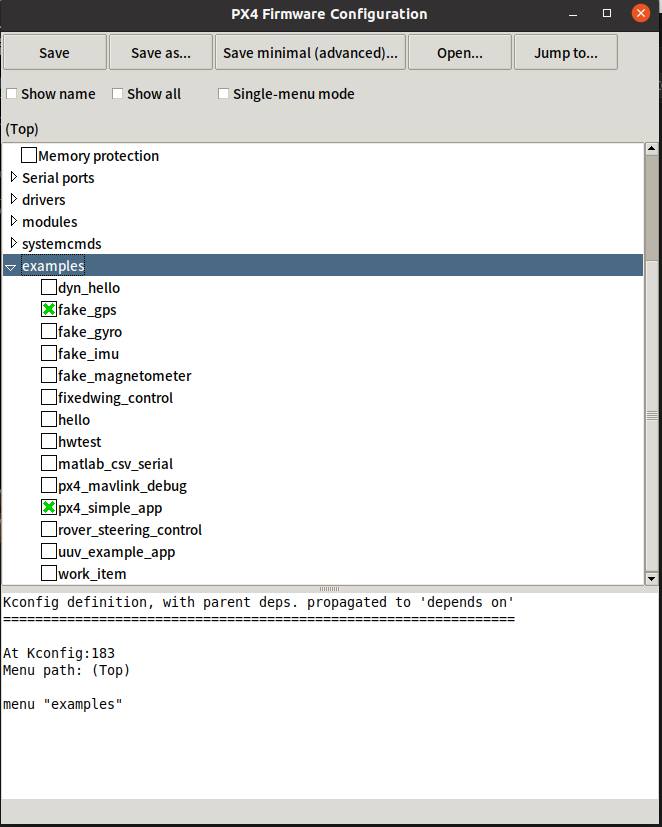 PX4 Firmware Configuration
Save Save as... Save minimal (advanced)... Open... Jump to...
Show name Show all Single-menu mode
(Top)
Memory protection
Serial ports
drivers
modules
systemcmds
examples
dyn_hello
fake_gps
fake_gyro
fake_imu
fake_magnetometer
fixedwing_control
hello
hwtest
matlab_csv_serial
px4_mavlink_debug
px4_simple_app
rover_steering_control
uuv_example_app
work_item
Kconfig definition, with parent deps. propagated to 'depends on'
================================================================
At Kconfig:183
Menu path: (Top)
menu "examples"